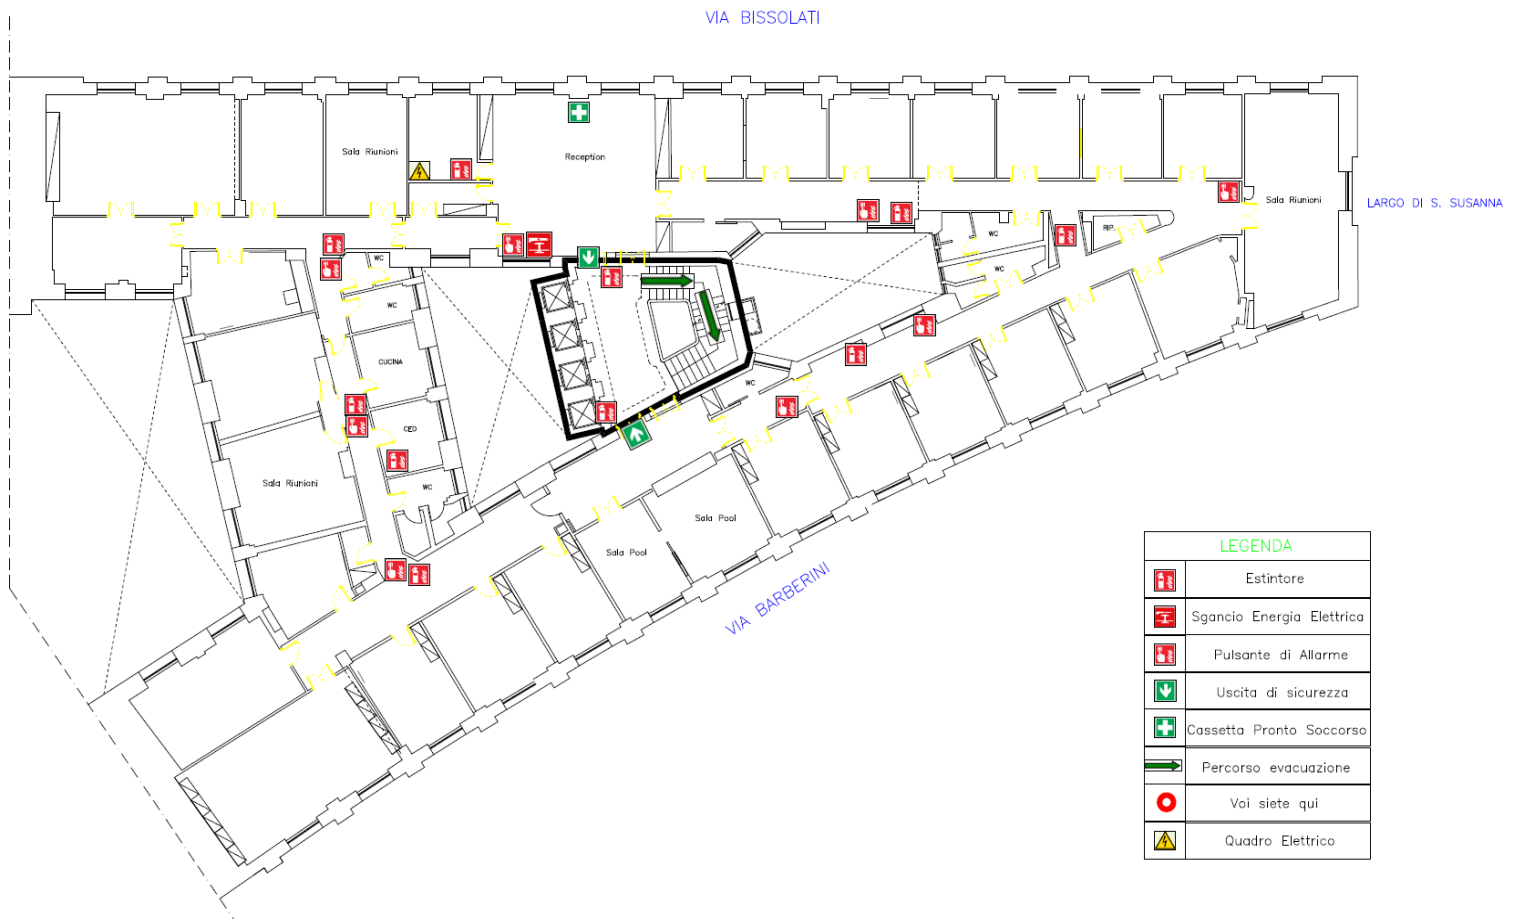 VIA BISSOLATI
Sala Riunioni
Reception
Sala Riunioni
LARGO DI S. SUSANNA
WC
RIP.
WC
WC
WC
CUCINA
WC
CED
Sala Riunioni
WC
Sala Pool
Sala Pool
VIA BARBERINI
LEGENDA
Estintore
Sgancio Energia Elettrica
Pulsante di Allarme
Uscita di sicurezza
Cassetta Pronto Soccorso
Percorso evacuazione
Voi siete qui
Quadro Elettrico